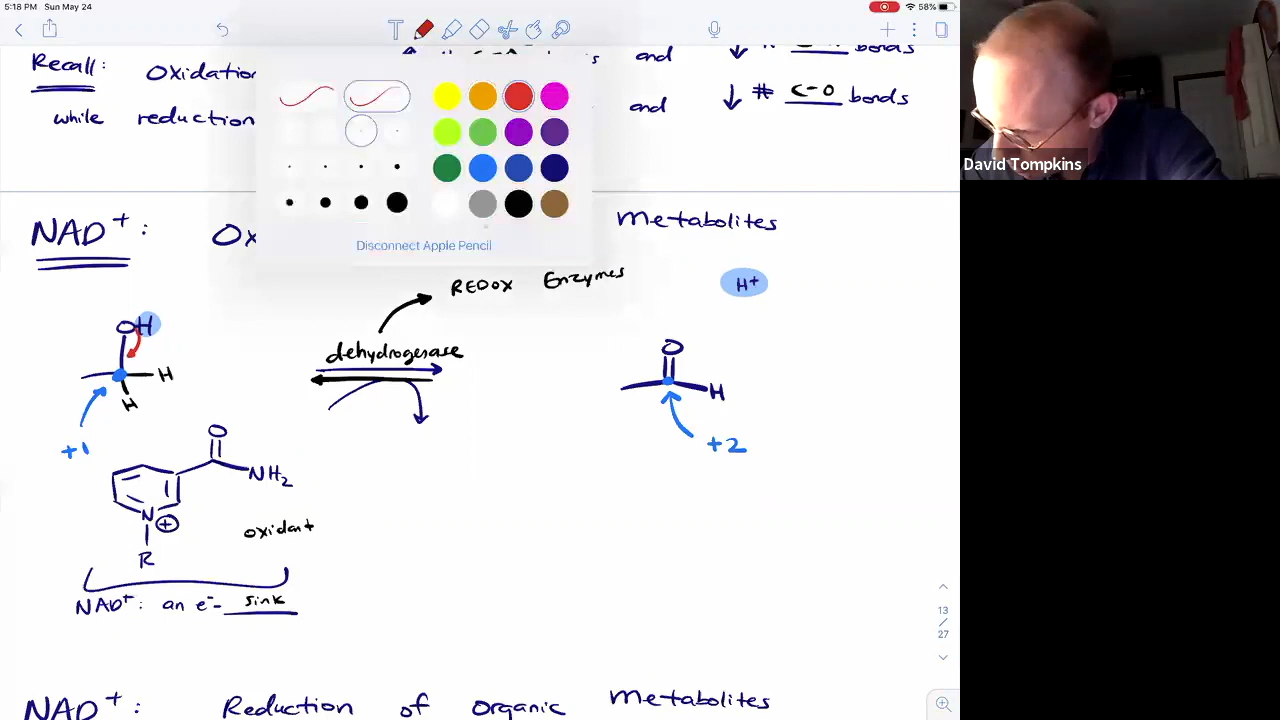 5:18 PM Sun May 24
58%
and bonds
Recall: Oxidation and ↓ # C-O bonds
while reduction
David Tompkins
NAD+: Ox Metabolites
Disconnect Apple Pencil
REDOX Enzymes H+
OH O
dehydrogenase
H H
H
+1 +2
O
NH2
N +
oxidant
R
NAD+: an e- sink
13
/
27
NAD+: Reduction of Organic Metabolites